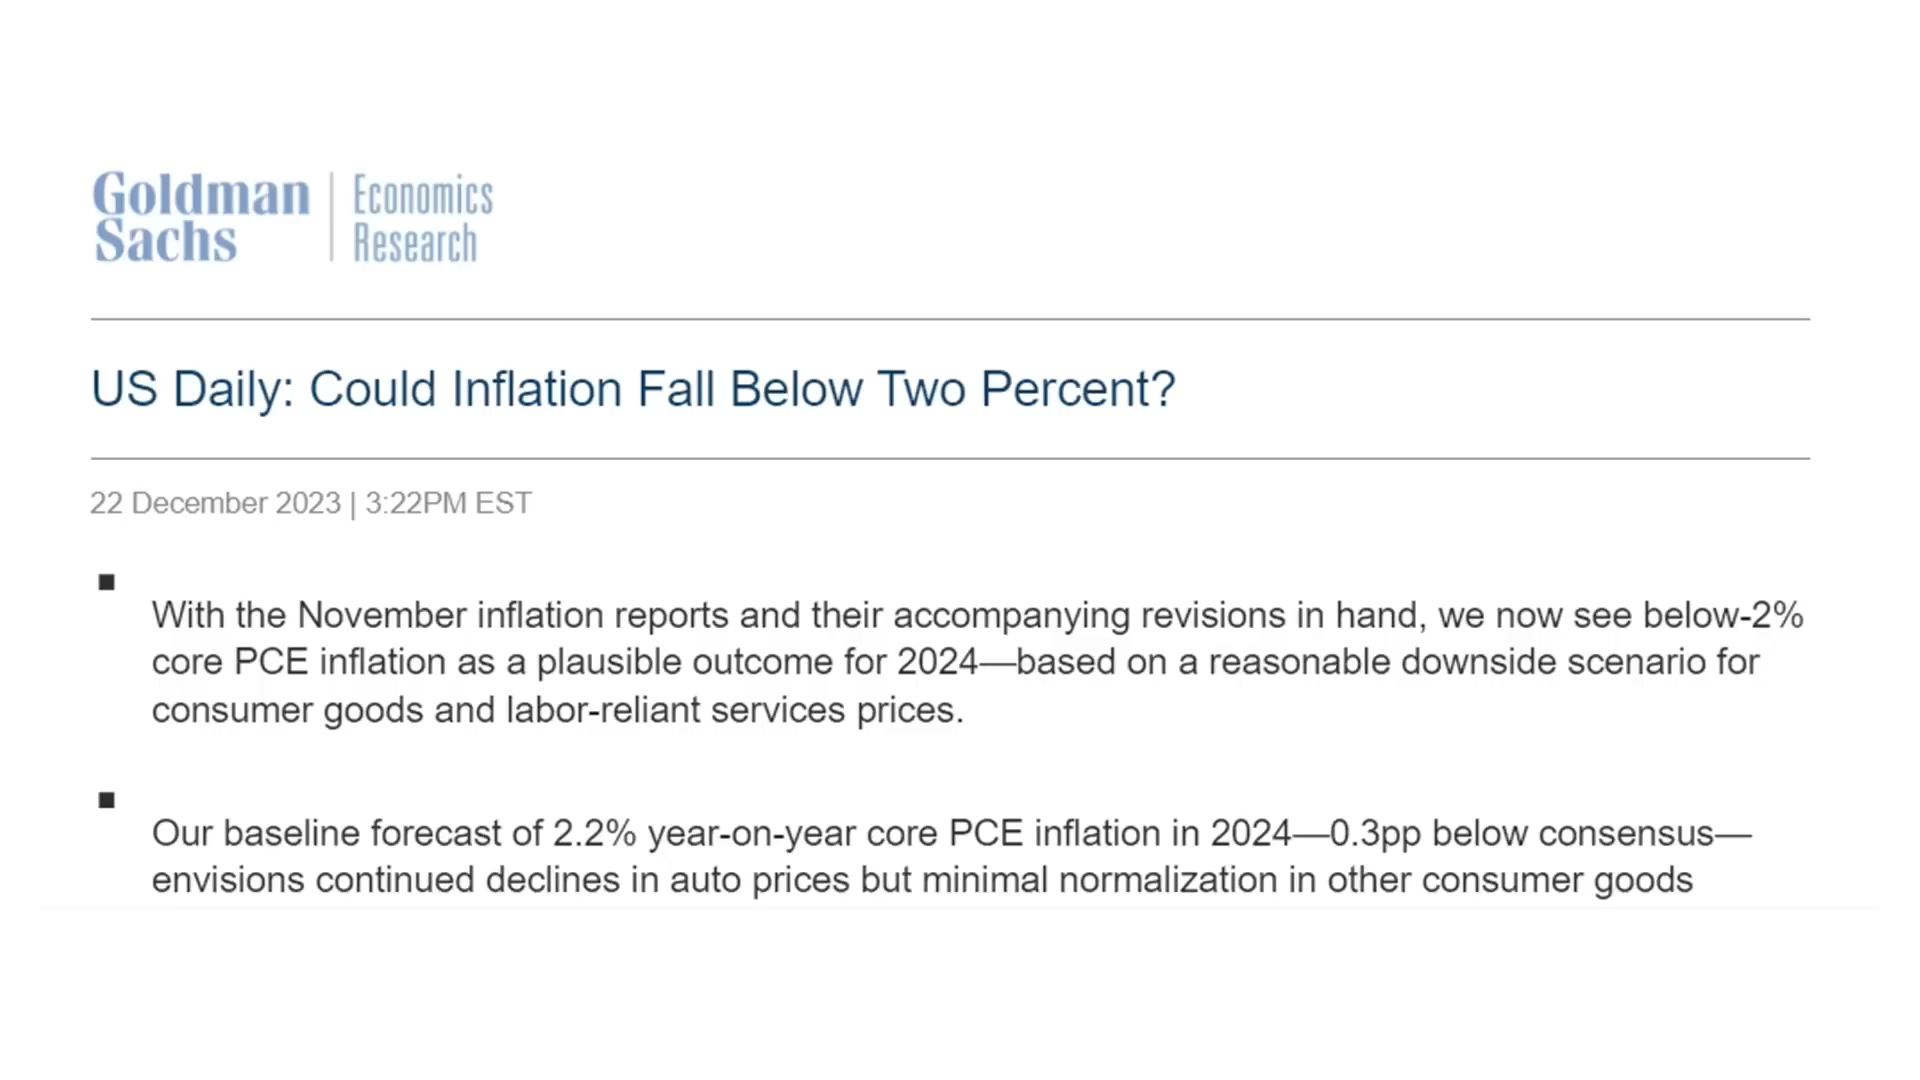 Goldman
Sachs
Economics
Research
US Daily: Could Inflation Fall Below Two Percent?
22 December 2023 | 3:22PM EST
With the November inflation reports and their accompanying revisions in hand, we now see below-2%
core PCE inflation as a plausible outcome for 2024—based on a reasonable downside scenario for
consumer goods and labor-reliant services prices.
Our baseline forecast of 2.2% year-on-year core PCE inflation in 2024—0.3pp below consensus—
envisions continued declines in auto prices but minimal normalization in other consumer goods